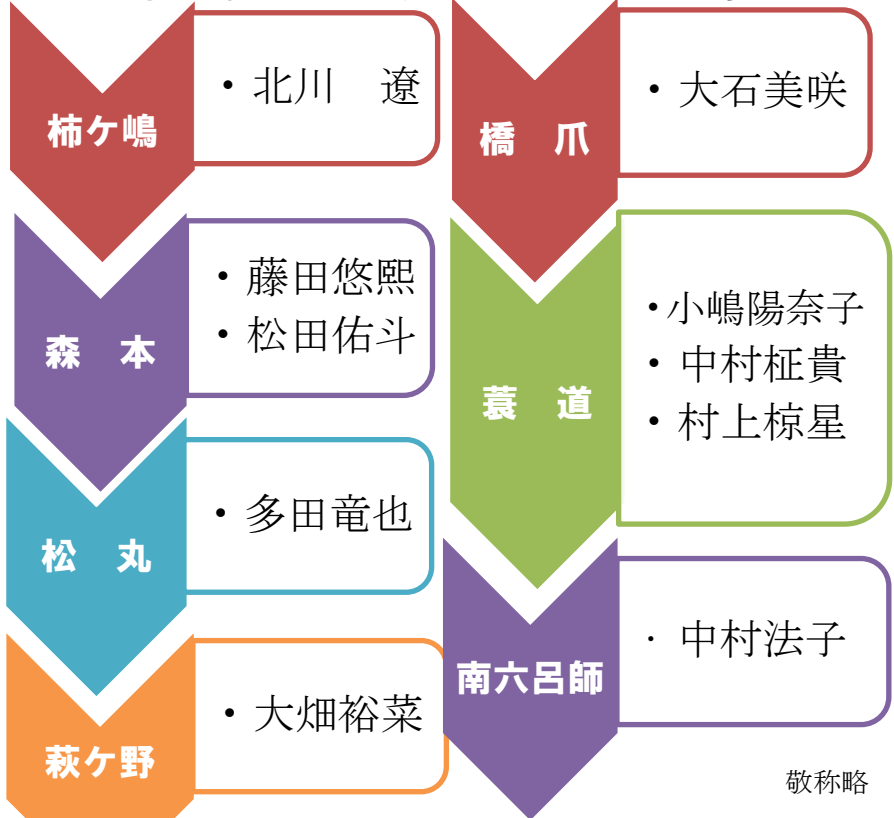 柿ケ嶋
・北川　遼
森　本
・藤田悠熙
・松田佑斗
松　丸
・多田竜也
萩ケ野
・大畑裕菜
橋　爪
・大石美咲
蓑　道
・小嶋陽奈子
・中村柾貴
・村上椋星
南六呂師
・中村法子
敬称略